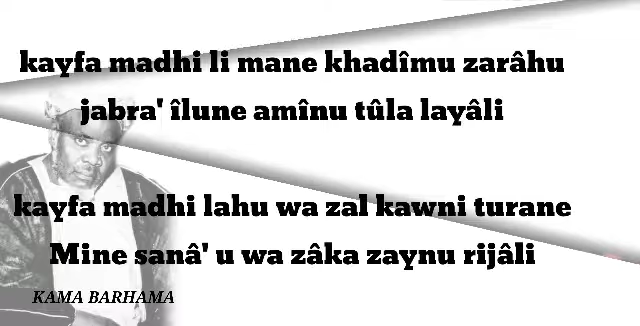 kayfa madhi li mane khadîmu zarâhu
jabra' îlune amînu tûla layâli
kayfa madhi lahu wa zal kawni turane
Mine sanâ' u wa zâka zaynu rijâli
KAMA BARHAMA